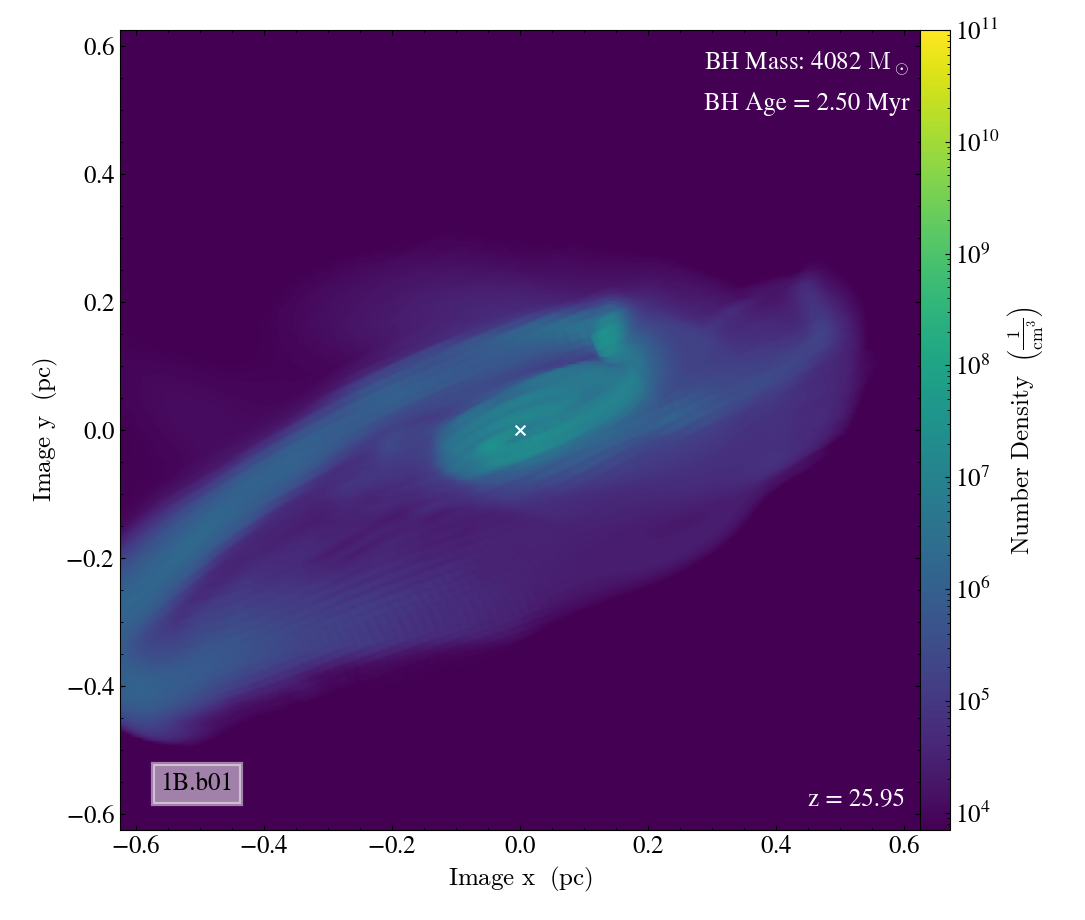 BH Mass: 4082 M⊙
BH Age = 2.50 Myr
1B.b01
z = 25.95
0.6
0.4
0.2
0.0
−0.2
−0.4
−0.6
Image y (pc)
−0.6 −0.4 −0.2 0.0 0.2 0.4 0.6
Image x (pc)
10¹¹
10¹⁰
10⁹
10⁸
10⁷
10⁶
10⁵
10⁴
Number Density (1/cm³)